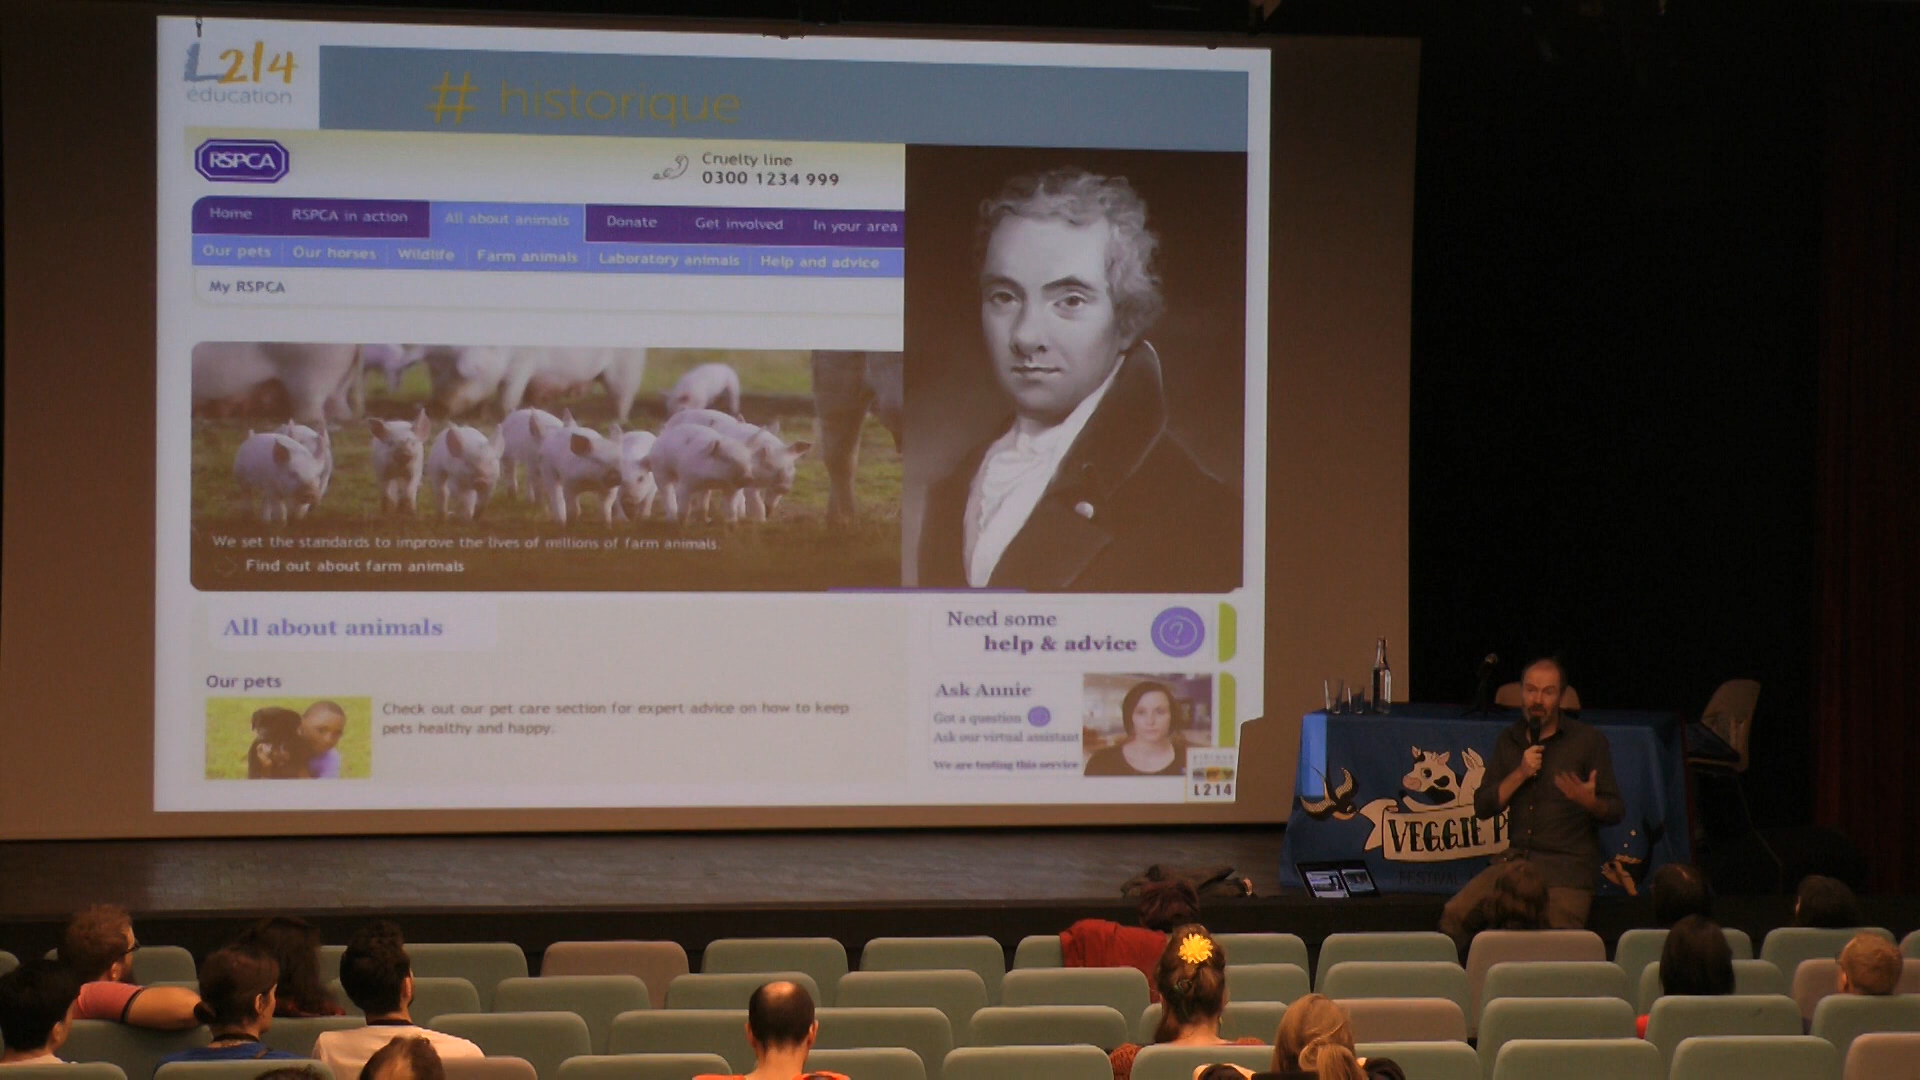 L214
éducation
# historique
RSPCA
Cruelty line
0300 1234 999
Home RSPCA in action All about animals Donate Get involved In your area
Our pets Our horses Wildlife Farm animals Laboratory animals Help and advice
My RSPCA
We set the standards to improve the lives of millions of farm animals.
Find out about farm animals
All about animals
Need some
help & advice
?
Our pets
Check out our pet care section for expert advice on how to keep
pets healthy and happy.
Ask Annie
Got a question
Ask our virtual assistant
We are testing this service
L214
VEGGIE
FESTIVAL